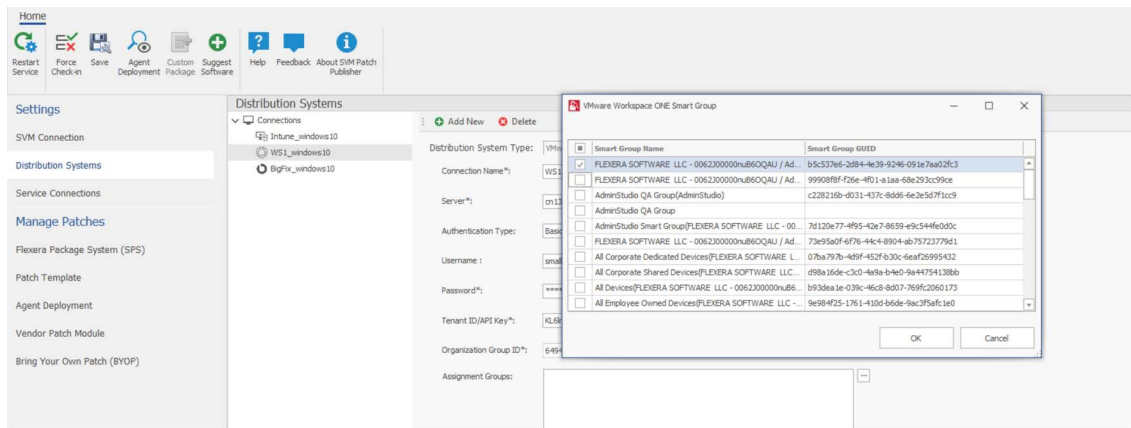 Home
Restart Service
Force Check-in
Save
Agent Deployment
Custom Package
Suggest Software
Help
Feedback
About SVM Patch Publisher
Settings
SVM Connection
Distribution Systems
Service Connections
Manage Patches
Flexera Package System (SPS)
Patch Template
Agent Deployment
Vendor Patch Module
Bring Your Own Patch (BYOP)
Distribution Systems
Connections
Intune_windows10
WS1_windows10
BigFix_windows10
Add New Delete
Distribution System Type: VMw
Connection Name*: WS1
Server*: cn13
Authentication Type: Basic
Username : smal
Password*: ****
Tenant ID/API Key*:
Organization Group ID*: 6494
Assignment Groups:
...
VMware Workspace ONE Smart Group
Smart Group Name Smart Group GUID
FLEXERA SOFTWARE LLC - 0062J00000nuB6OQAU / Ad... b5c537e6-2d84-4e39-9246-091e7aa02fc3
FLEXERA SOFTWARE LLC - 0062J00000nuB6OQAU / Ad... 99908f8f-f26e-4f01-a1aa-68e293cc99ce
AdminStudio QA Group(AdminStudio) c228216b-d031-437c-8dd6-6e2e5d7f1cc9
AdminStudio QA Group
AdminStudio Smart Group(FLEXERA SOFTWARE LLC - 00... 7d120e77-4f95-42e7-8659-e9c544fe0d0c
FLEXERA SOFTWARE LLC - 0062J00000nuB6OQAU / Ad... 73e95a0f-6f76-44c4-8904-ab75723779d1
All Corporate Dedicated Devices(FLEXERA SOFTWARE L... 07ba797b-4d9f-452f-b30c-6eaf26995432
All Corporate Shared Devices(FLEXERA SOFTWARE LLC... d98a16de-c3c0-4a9a-b4e0-9a44754138bb
All Devices(FLEXERA SOFTWARE LLC - 0062J00000nuB6... b93dea1e-039c-46c8-8d07-769fc2060173
All Employee Owned Devices(FLEXERA SOFTWARE LLC - ... 9e984f25-1761-410d-b6de-9ac3f5afc1e0
OK Cancel